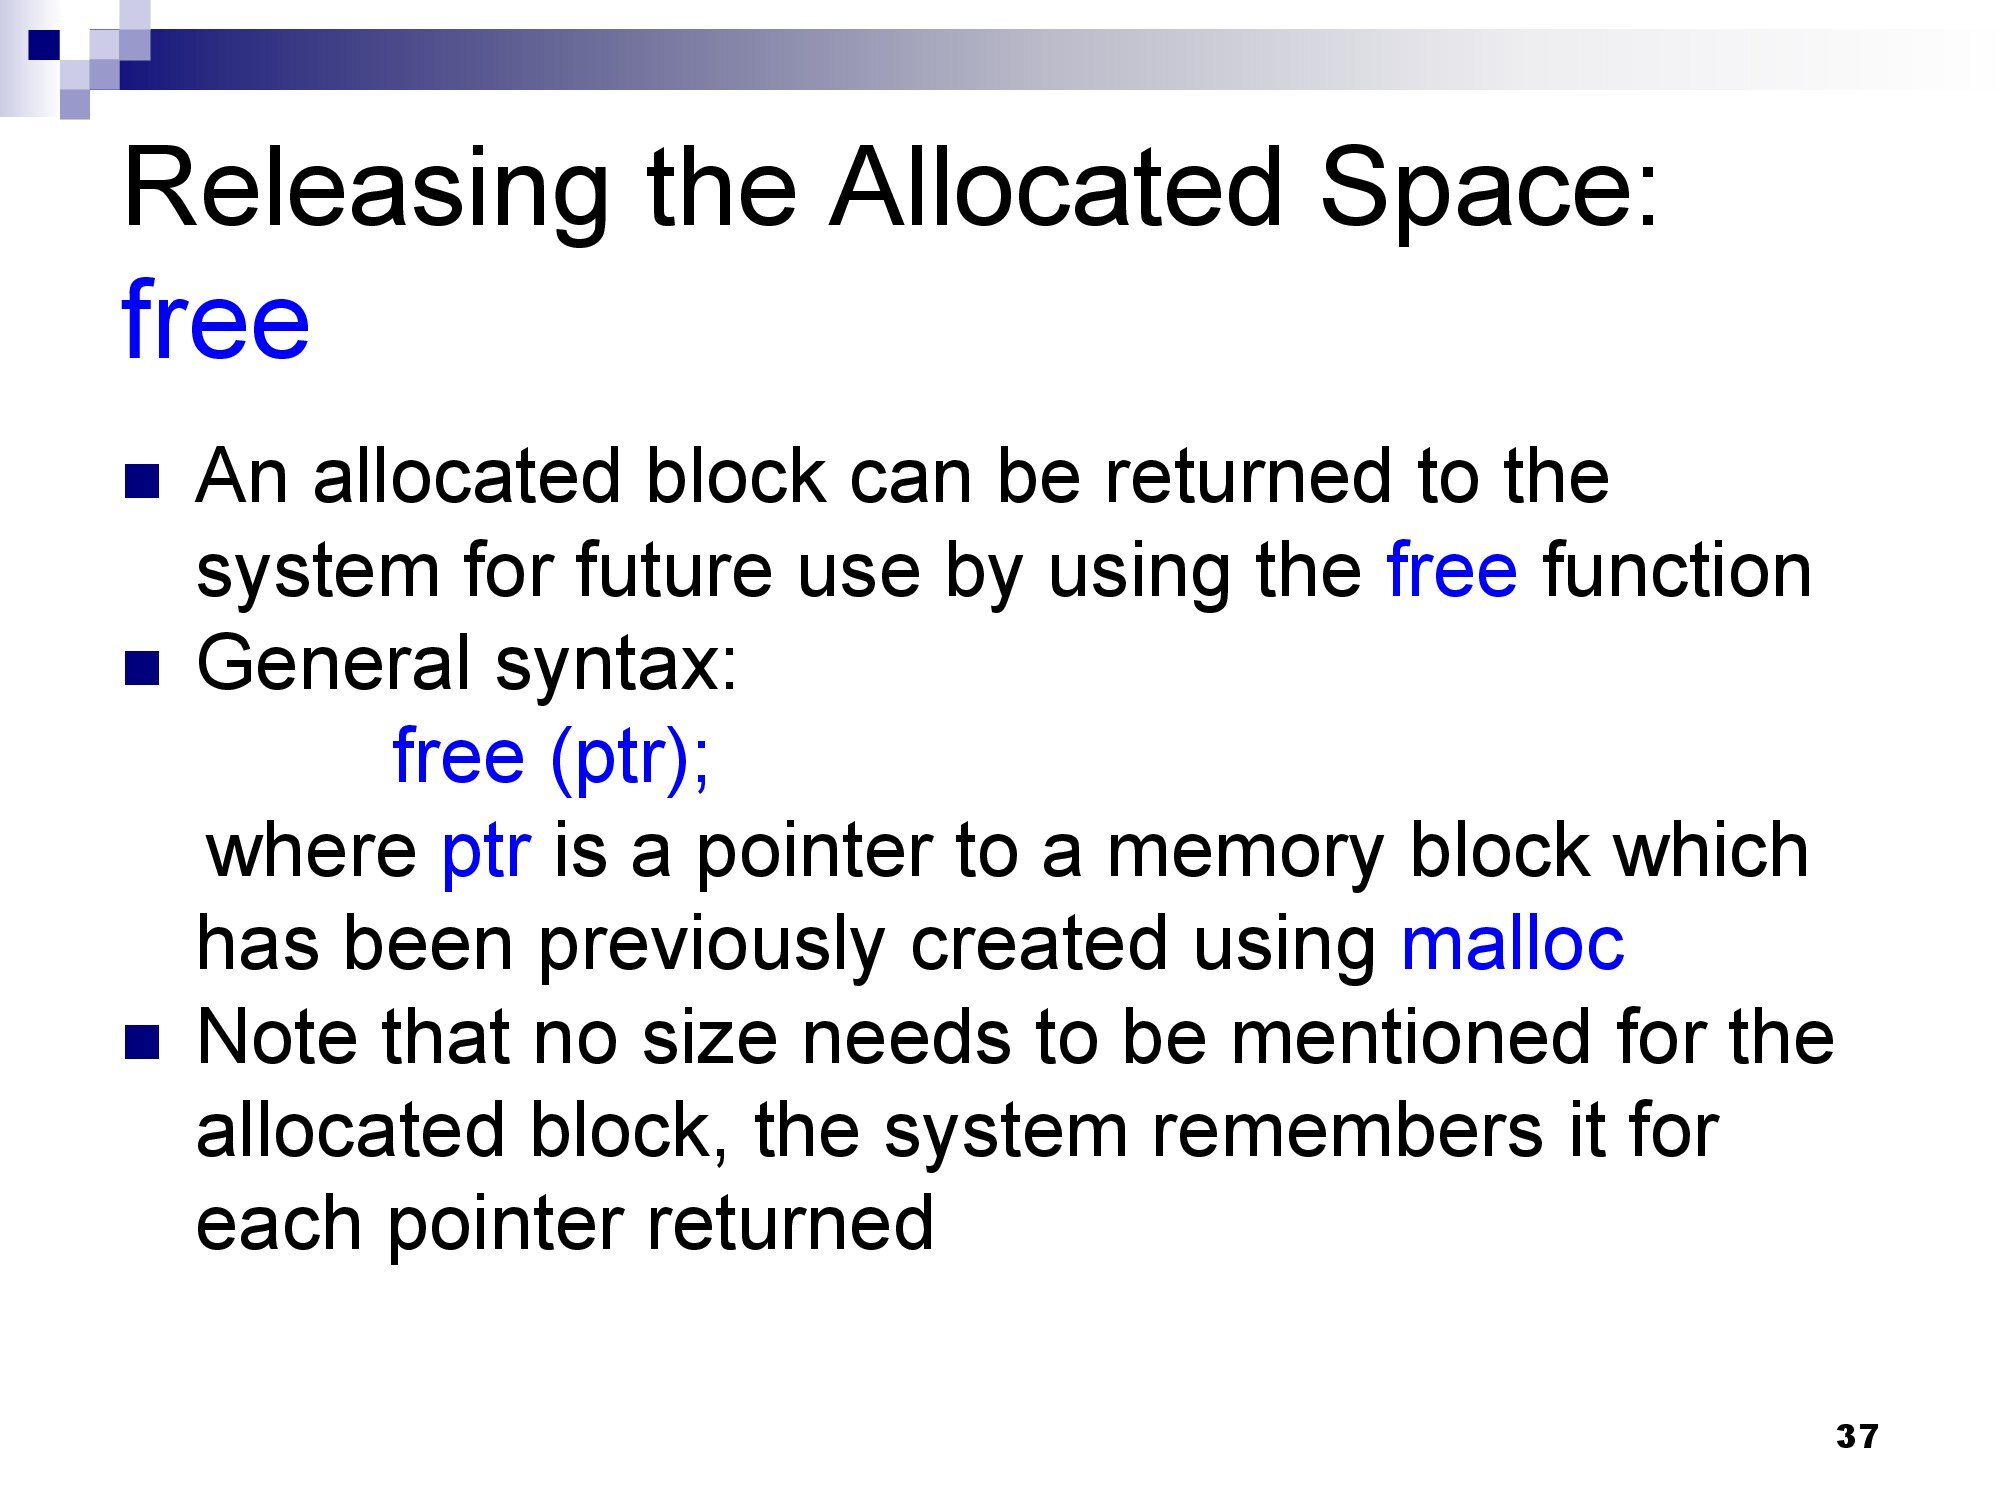 Releasing the Allocated Space:
free
An allocated block can be returned to the
system for future use by using the free function
General syntax:
free (ptr);
where ptr is a pointer to a memory block which
has been previously created using malloc
Note that no size needs to be mentioned for the
allocated block, the system remembers it for
each pointer returned
37